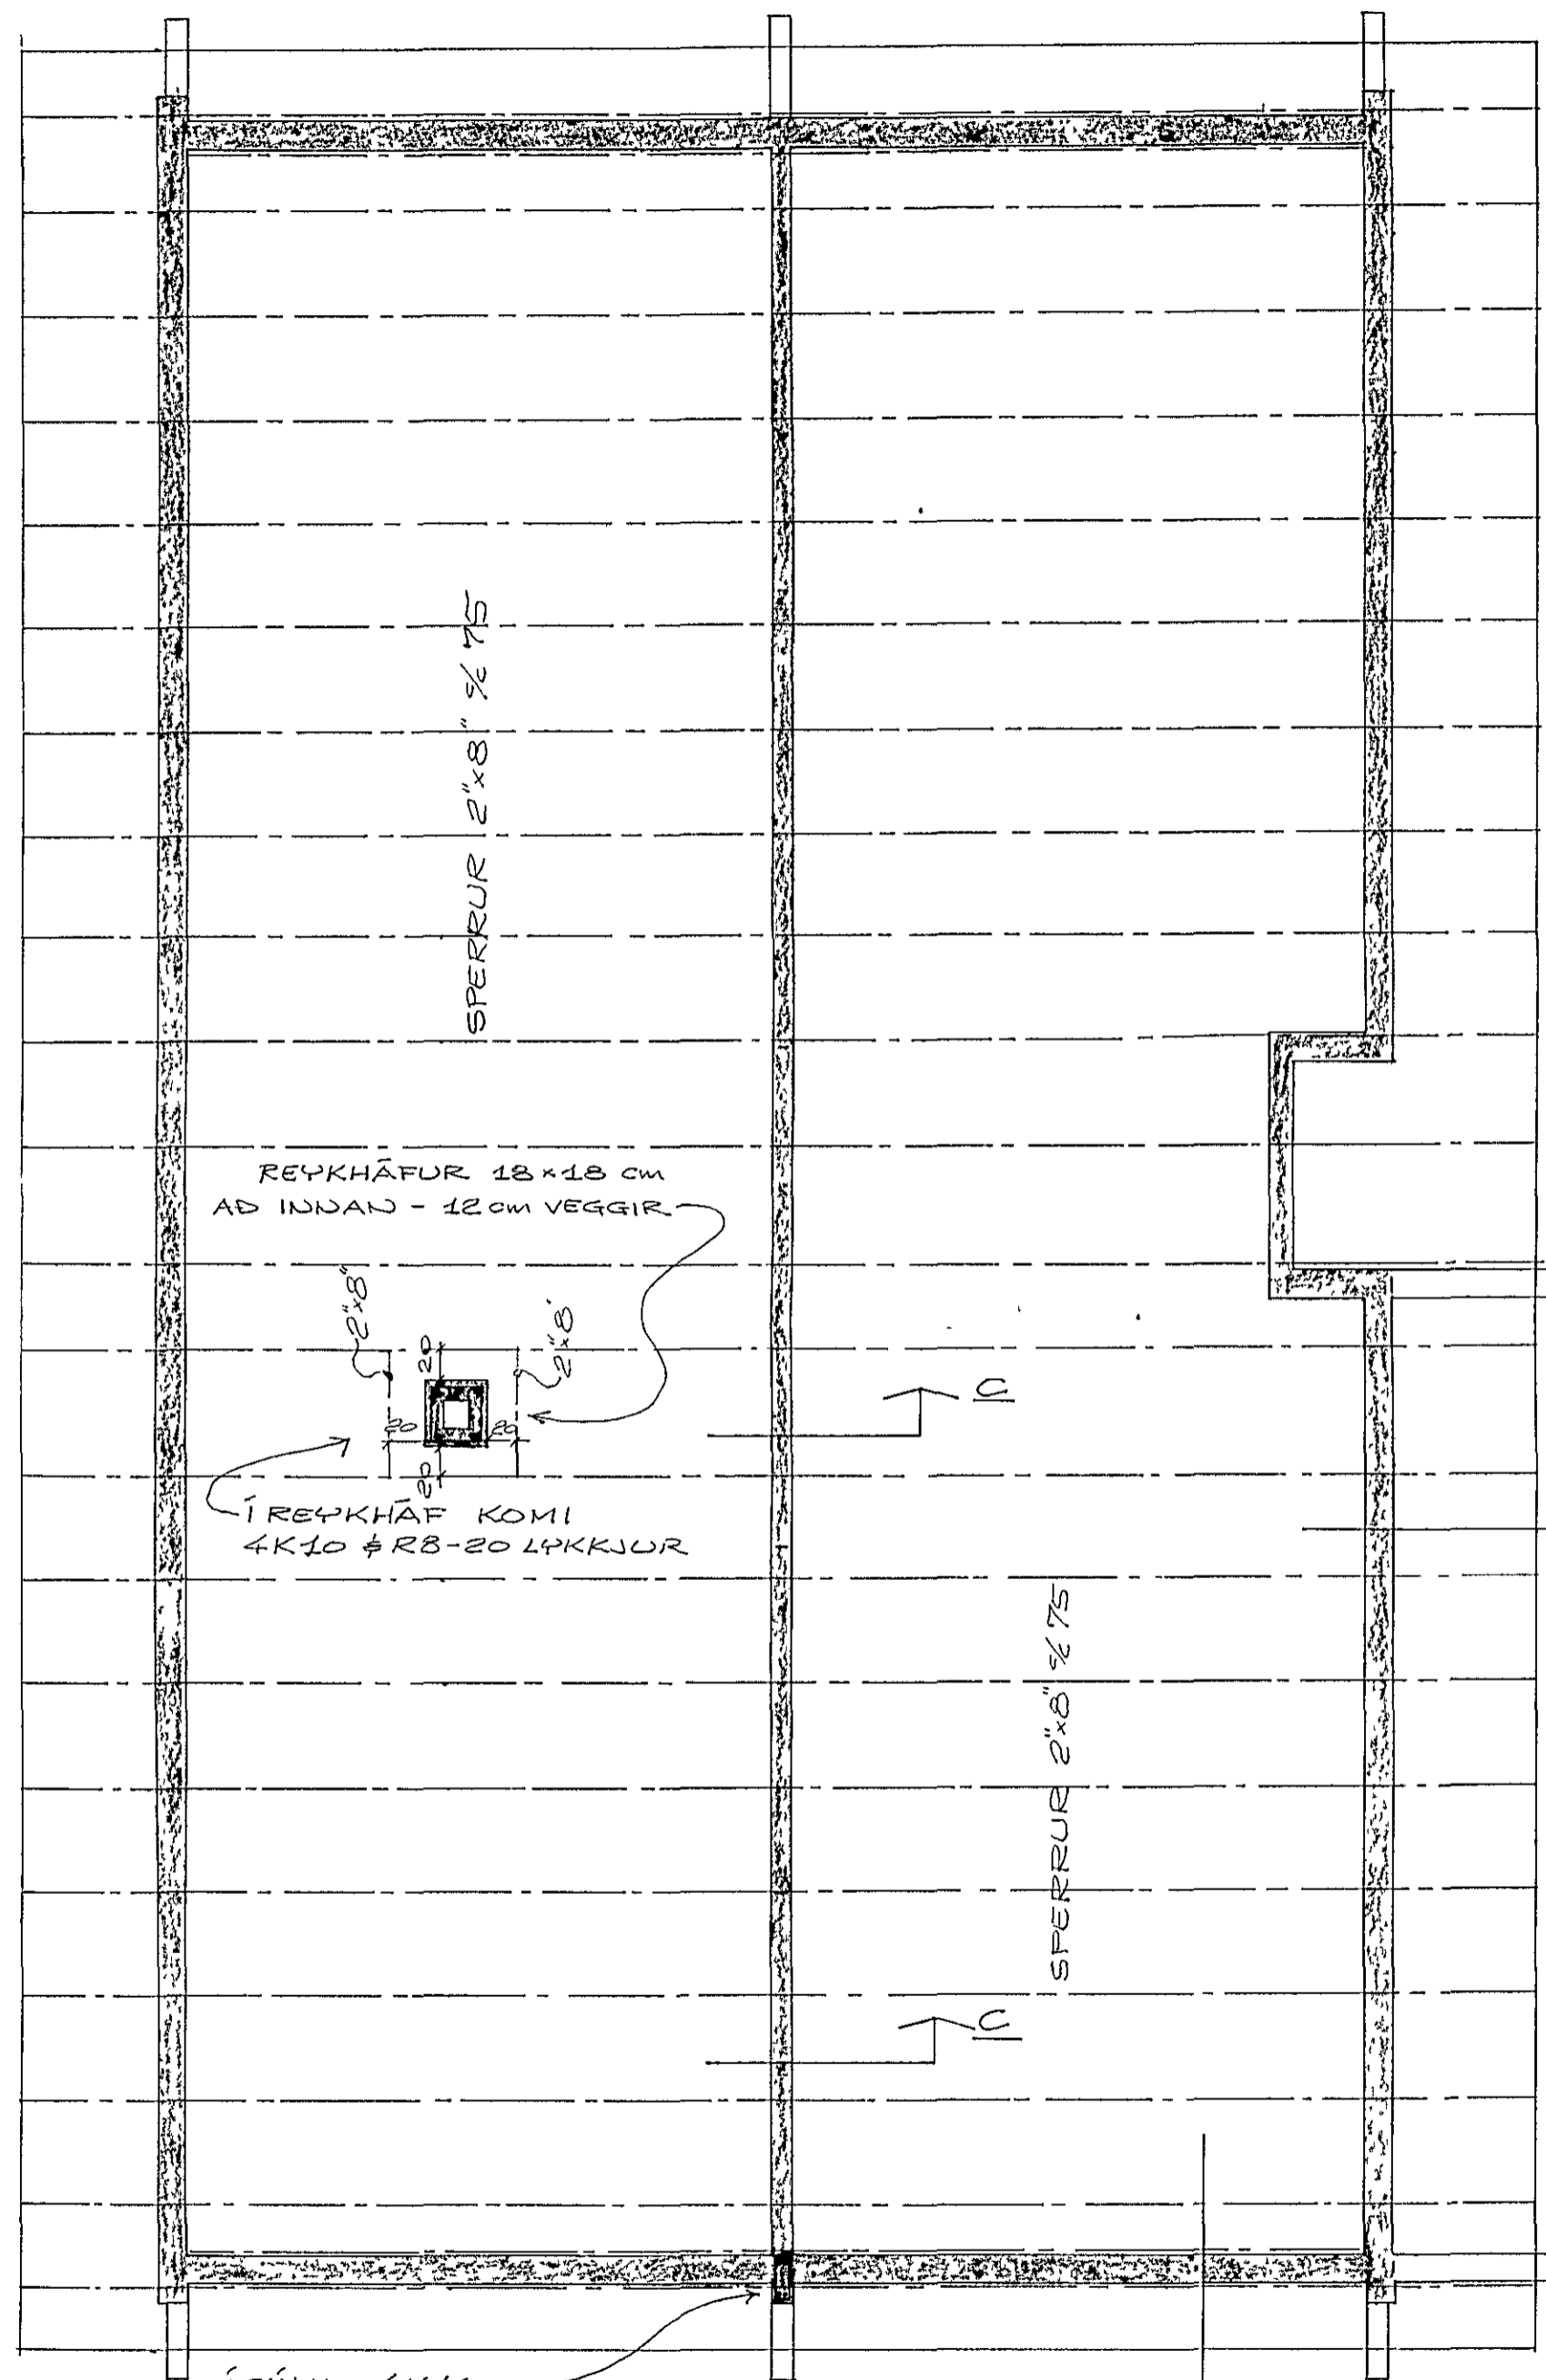 SPERRUR 2"x8" c/c 75
REYKHÁFUR 18×18 cm
AÐ INNAN - 12 cm VEGGIR
2"x8"
2"x8"
20
20
20
20
C
Í REYKHÁF KOMI
4K10 & R8-20 LYKKJUR
SPERRUR 2"x8" c/c 75
C